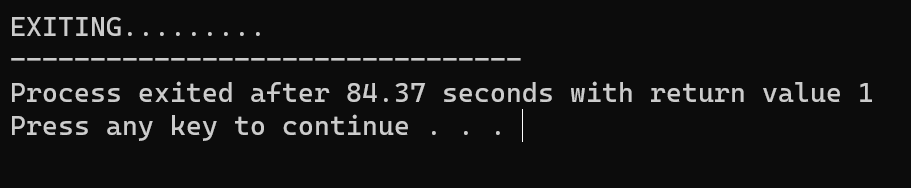 EXITING.........
--------------------------------
Process exited after 84.37 seconds with return value 1
Press any key to continue . . .